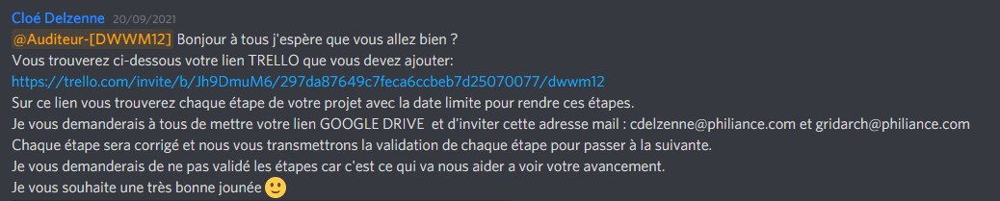 Cloé Delzenne 20/09/2021
@Auditeur-[DWWM12] Bonjour à tous j'espère que vous allez bien ?
Vous trouverez ci-dessous votre lien TRELLO que vous devez ajouter:
https://trello.com/invite/b/Jh9DmuM6/297da87649c7feca6ccbeb7d25070077/dwwm12
Sur ce lien vous trouverez chaque étape de votre projet avec la date limite pour rendre ces étapes.
Je vous demanderais à tous de mettre votre lien GOOGLE DRIVE et d'inviter cette adresse mail : cdelzenne@philiance.com et gridarch@philiance.com
Chaque étape sera corrigé et nous vous transmettrons la validation de chaque étape pour passer à la suivante.
Je vous demanderais de ne pas validé les étapes car c'est ce qui va nous aider a voir votre avancement.
Je vous souhaite une très bonne jounée 🙂